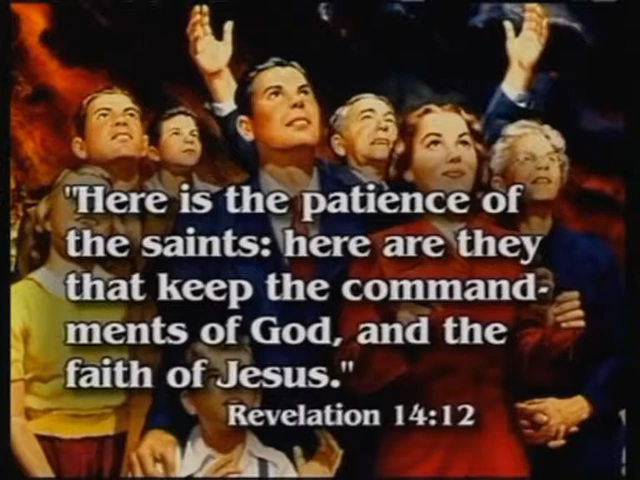 "Here is the patience of
the saints: here are they
that keep the command-
ments of God, and the
faith of Jesus."
Revelation 14:12